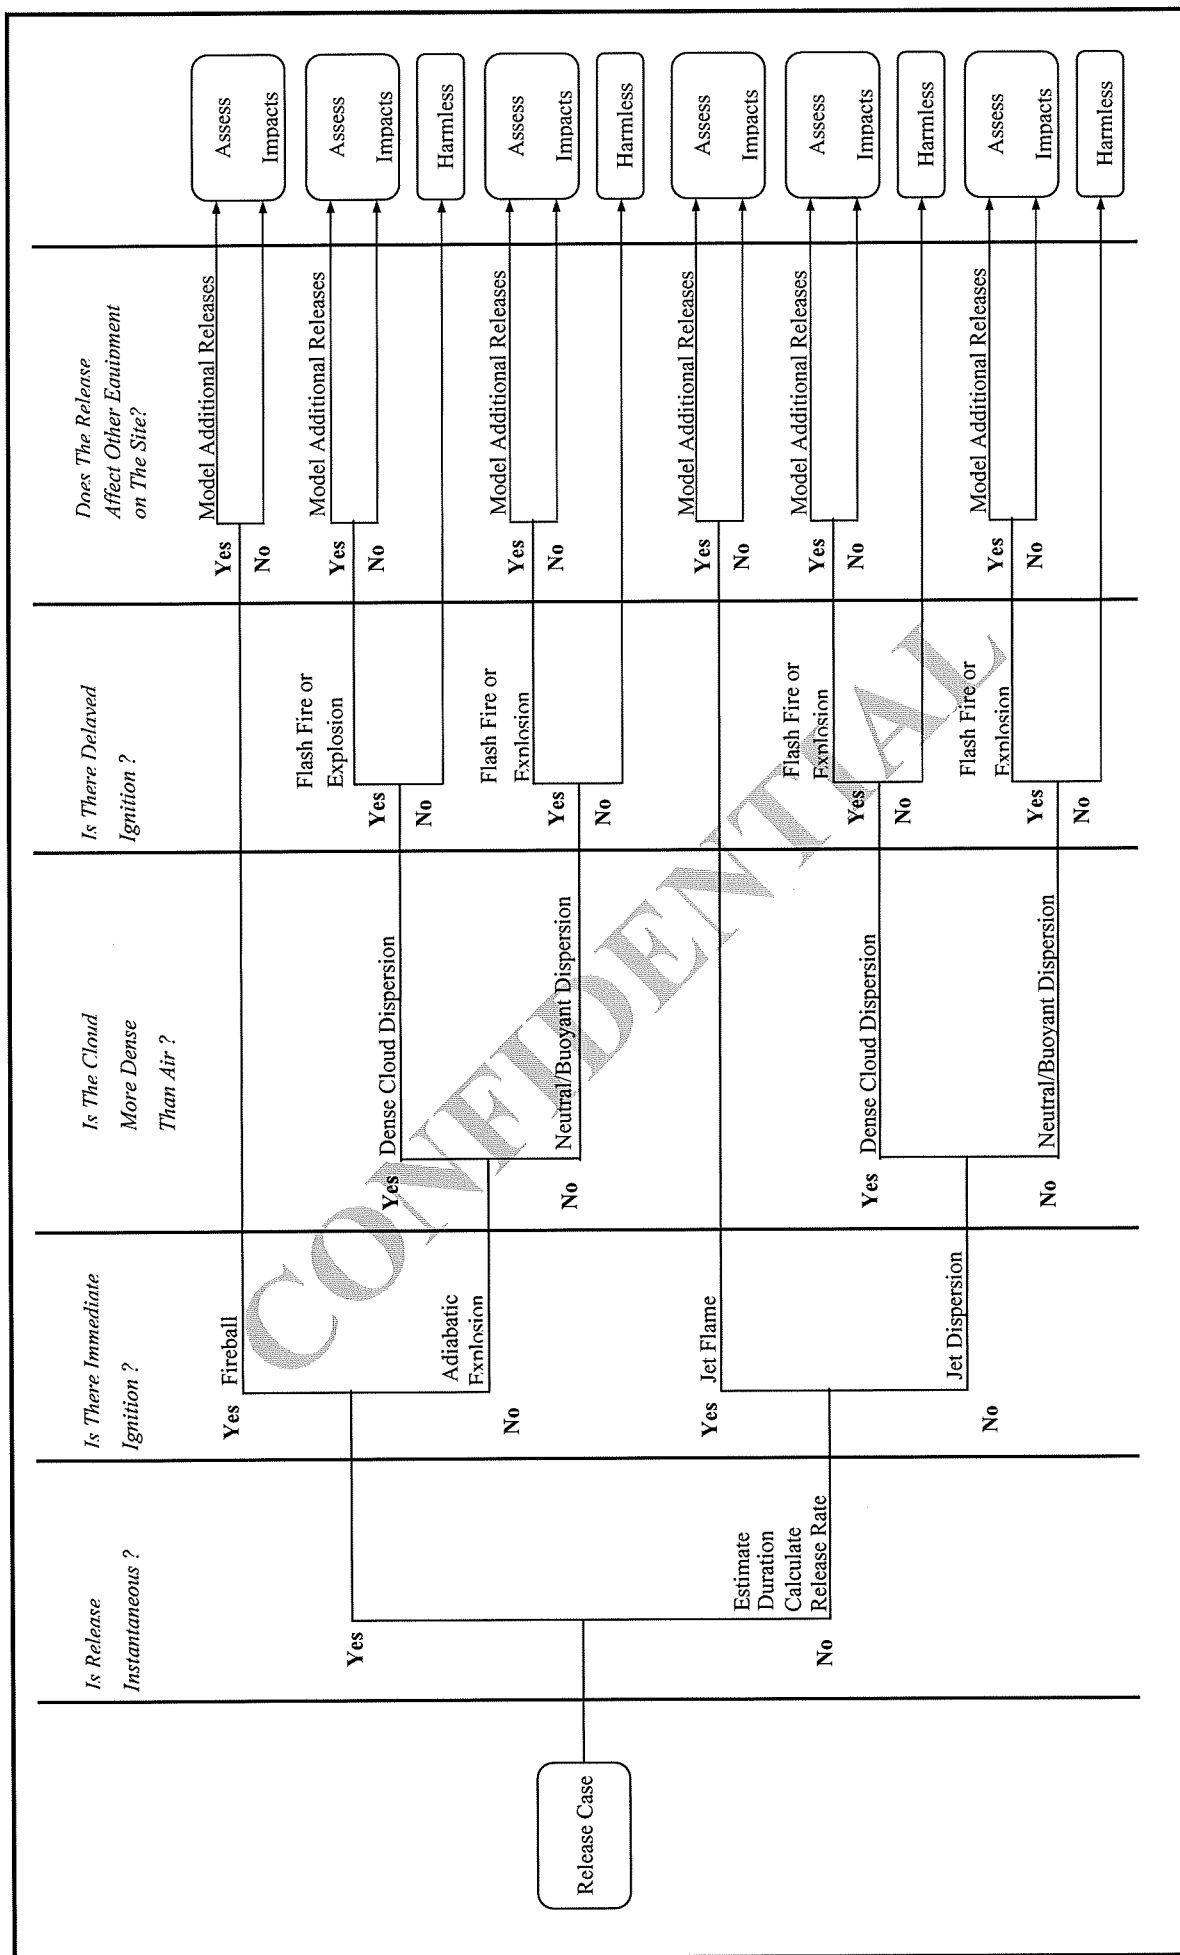 Is Release
Instantaneous ?
Is There Immediate
Ignition ?
Is The Cloud
More Dense
Than Air ?
Is There Delaved
Ignition ?
Does The Release
Affect Other Eauipment
on The Site?
Release Case
Yes
No
Estimate
Duration
Calculate
Release Rate
Yes
Fireball
No
Adiabatic
Explosion
Yes
Jet Flame
No
Jet Dispersion
Yes
Dense Cloud Dispersion
No
Neutral/Buoyant Dispersion
Yes
Dense Cloud Dispersion
No
Neutral/Buoyant Dispersion
Flash Fire or
Explosion
Yes
No
Flash Fire or
Explosion
Yes
No
Flash Fire or
Explosion
Yes
No
Flash Fire or
Explosion
Yes
No
Yes
Model Additional Releases
No
Yes
Model Additional Releases
No
Yes
Model Additional Releases
No
Yes
Model Additional Releases
No
Yes
Model Additional Releases
No
Yes
Model Additional Releases
No
Assess
Impacts
Assess
Impacts
Harmless
Assess
Impacts
Harmless
Assess
Impacts
Assess
Impacts
Harmless
Assess
Impacts
Harmless
CONFIDENTIAL